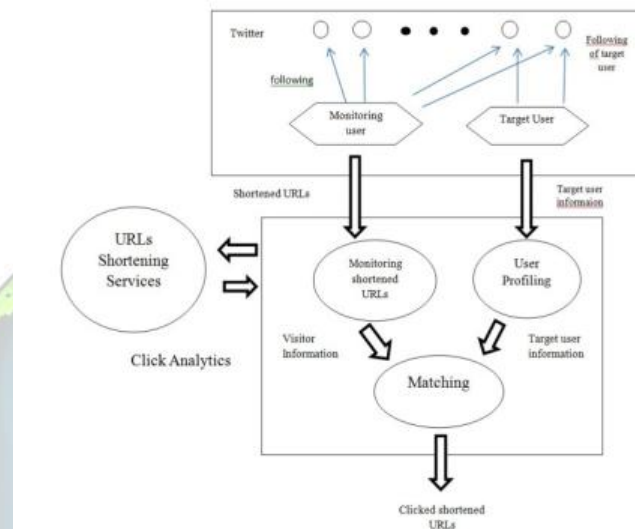 Twitter
Following
of target
user
following
Monitoring
user
Target User
Shortened URLs
Target user
informaion
URLs
Shortening
Services
Monitoring
shortened
URLs
User
Profiling
Visitor
Information
Target user
information
Click Analytics
Matching
Clicked shortened
URLs